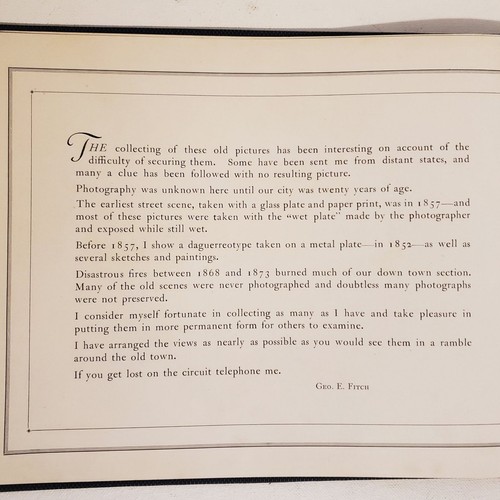 THE collecting of these old pictures has been interesting on account of the
difficulty of securing them. Some have been sent me from distant states, and
many a clue has been followed with no resulting picture.
Photography was unknown here until our city was twenty years of age.
The earliest street scene, taken with a glass plate and paper print, was in 1857—and
most of these pictures were taken with the "wet plate" made by the photographer
and exposed while still wet.
Before 1857, I show a daguerreotype taken on a metal plate—in 1852—as well as
several sketches and paintings.
Disastrous fires between 1868 and 1873 burned much of our down town section.
Many of the old scenes were never photographed and doubtless many photographs
were not preserved.
I consider myself fortunate in collecting as many as I have and take pleasure in
putting them in more permanent form for others to examine.
I have arranged the views as nearly as possible as you would see them in a ramble
around the old town.
If you get lost on the circuit telephone me.
GEO. E. FITCH